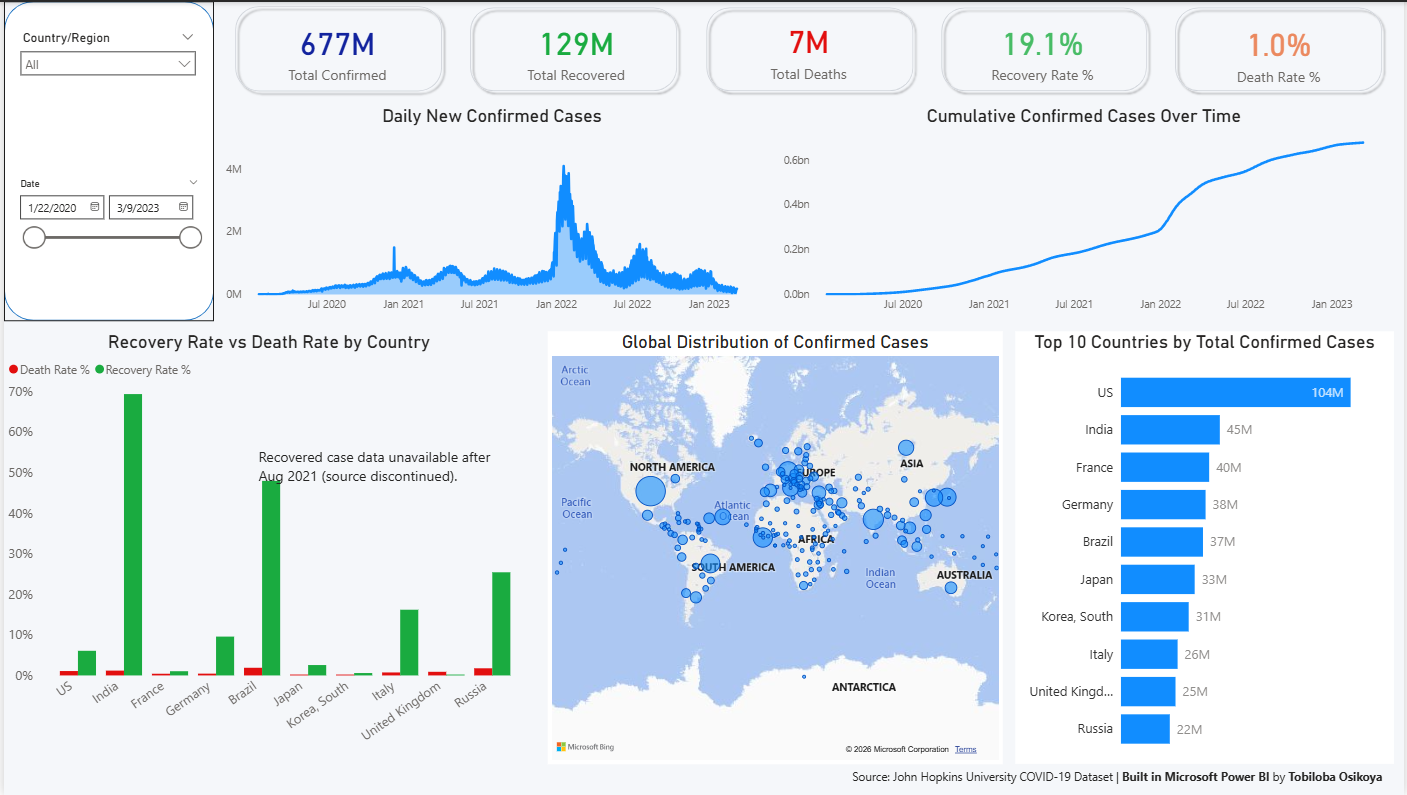 Country/Region
All
Date
1/22/2020
3/9/2023
677M
Total Confirmed
129M
Total Recovered
7M
Total Deaths
19.1%
Recovery Rate %
1.0%
Death Rate %
Daily New Confirmed Cases
4M
2M
0M
Jul 2020 Jan 2021 Jul 2021 Jan 2022 Jul 2022 Jan 2023
Cumulative Confirmed Cases Over Time
0.6bn
0.4bn
0.2bn
0.0bn
Jul 2020 Jan 2021 Jul 2021 Jan 2022 Jul 2022 Jan 2023
Recovery Rate vs Death Rate by Country
Death Rate % Recovery Rate %
70%
60%
50%
40%
30%
20%
10%
0%
Recovered case data unavailable after
Aug 2021 (source discontinued).
US
India
France
Germany
Brazil
Japan
Korea, South
Italy
United Kingdom
Russia
Global Distribution of Confirmed Cases
Arctic
Ocean
NORTH AMERICA
EUROPE
ASIA
Pacific
Ocean
Atlantic
Ocean
AFRICA
SOUTH AMERICA
Indian
Ocean
AUSTRALIA
ANTARCTICA
Microsoft Bing
© 2026 Microsoft Corporation Terms
Top 10 Countries by Total Confirmed Cases
US 104M
India 45M
France 40M
Germany 38M
Brazil 37M
Japan 33M
Korea, South 31M
Italy 26M
United Kingd... 25M
Russia 22M
Source: John Hopkins University COVID-19 Dataset | Built in Microsoft Power BI by Tobiloba Osikoya